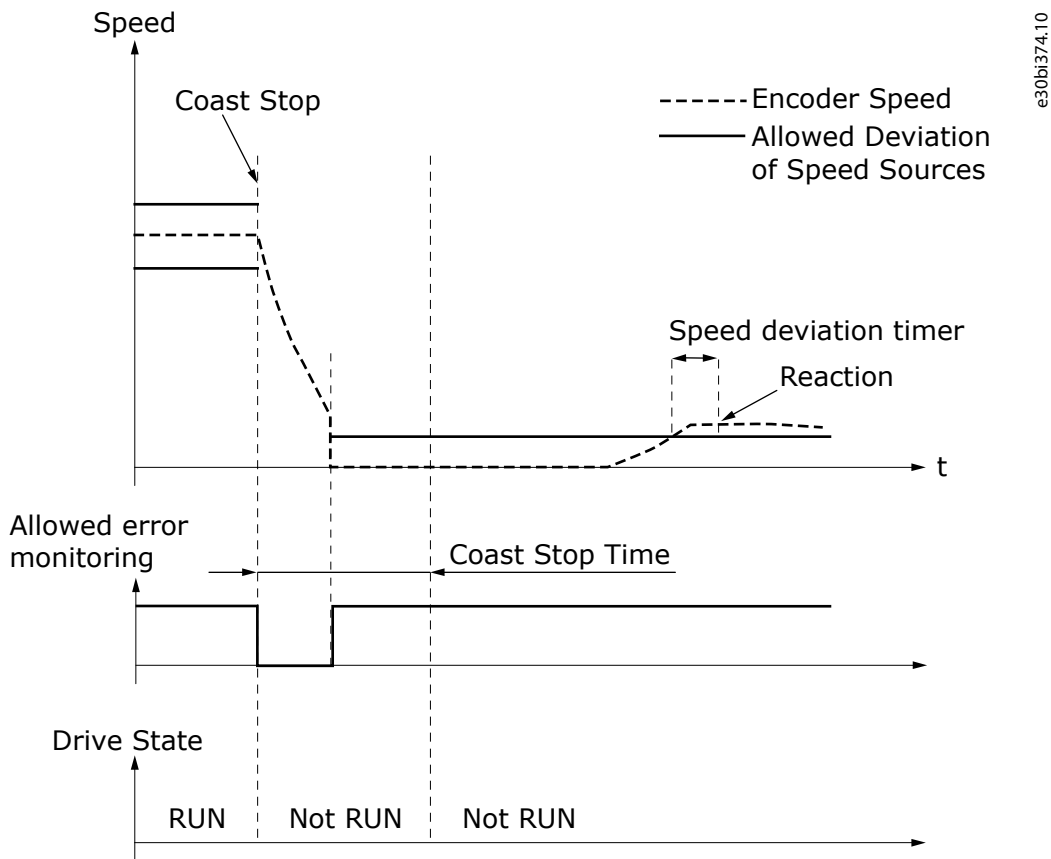 Speed
e30bi374.10
Coast Stop
Encoder Speed
Allowed Deviation
of Speed Sources
Speed deviation timer
Reaction
t
Allowed error
monitoring
Coast Stop Time
Drive State
RUN
Not RUN
Not RUN